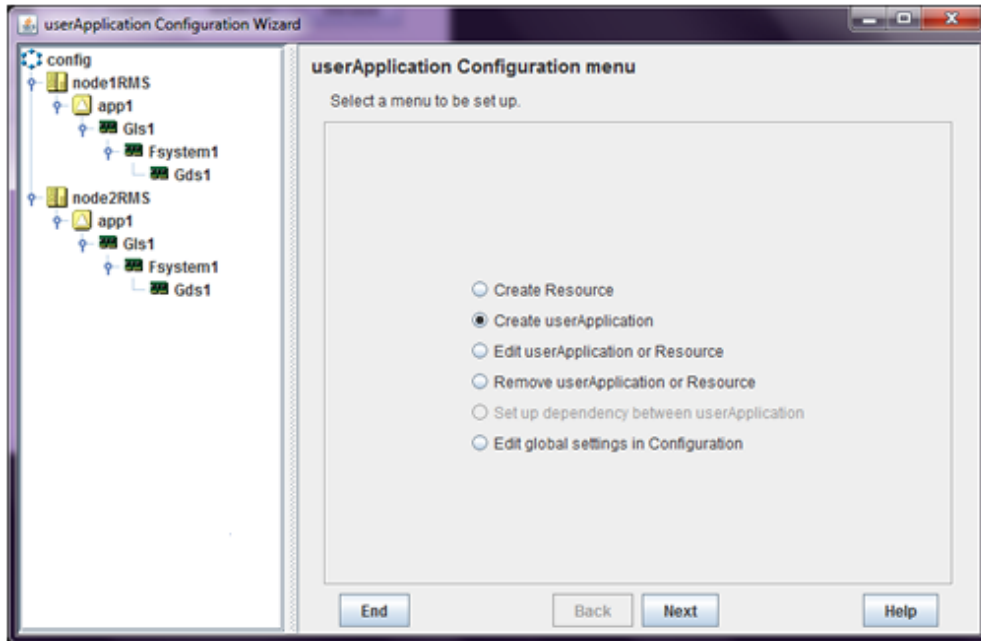 userApplication Configuration Wizard
config
node1RMS
app1
Gls1
Fsystem1
Gds1
node2RMS
app1
Gls1
Fsystem1
Gds1
userApplication Configuration menu
Select a menu to be set up.
Create Resource
Create userApplication
Edit userApplication or Resource
Remove userApplication or Resource
Set up dependency between userApplication
Edit global settings in Configuration
End Back Next Help